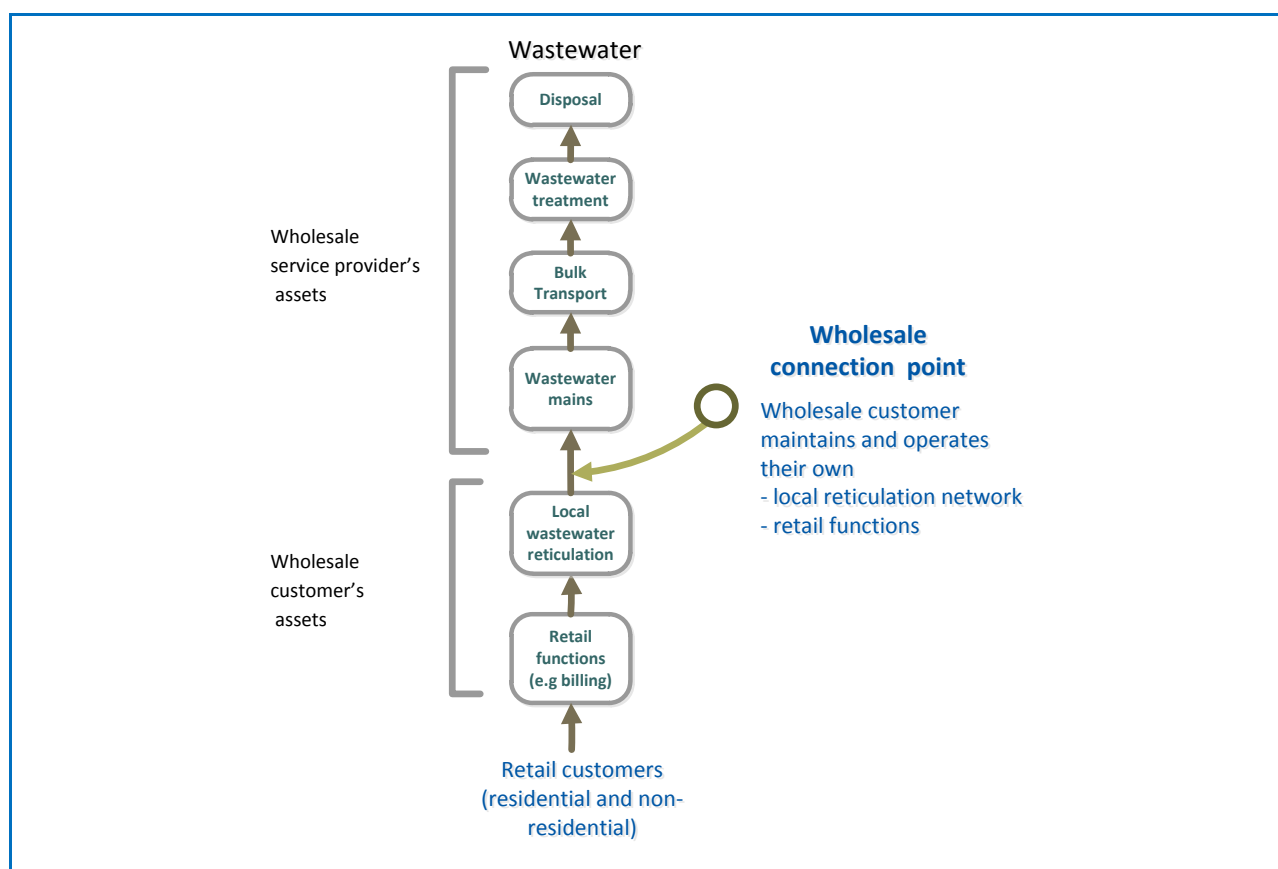 Wastewater
Disposal
Wastewater
treatment
Bulk
Transport
Wastewater
mains
Local
wastewater
reticulation
Retail
functions
(e.g billing)
Retail customers
(residential and non-
residential)
Wholesale
service provider's
assets
Wholesale
customer's
assets
Wholesale
connection point
Wholesale customer
maintains and operates
their own
- local reticulation network
- retail functions